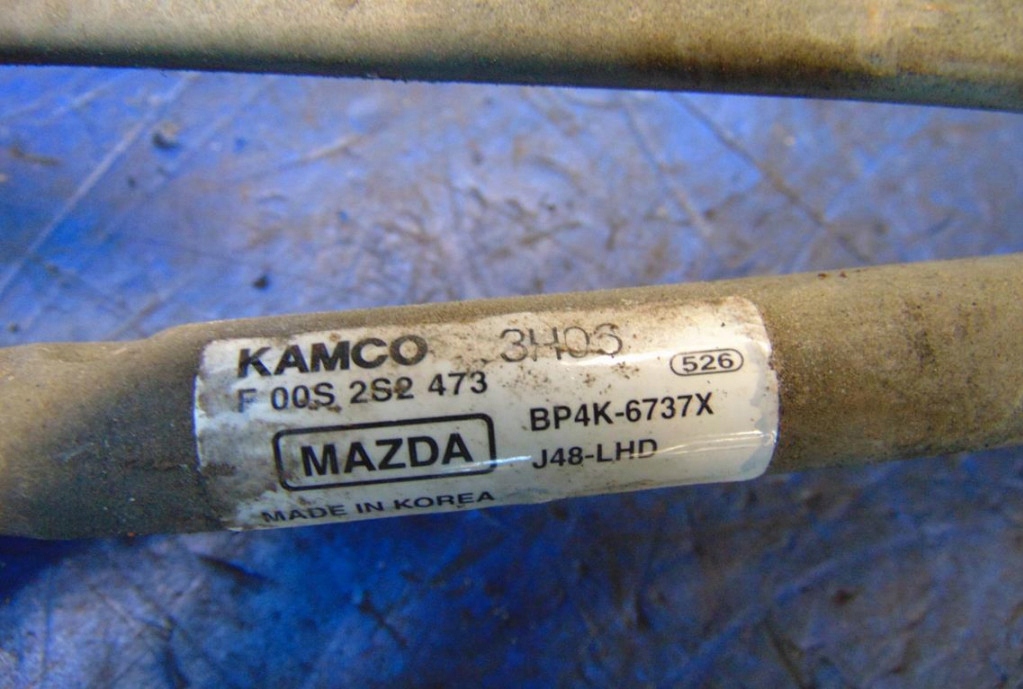 KAMCO 3H06
526
F 00S 2S2 473
BP4K-6737X
MAZDA
J48-LHD
MADE IN KOREA